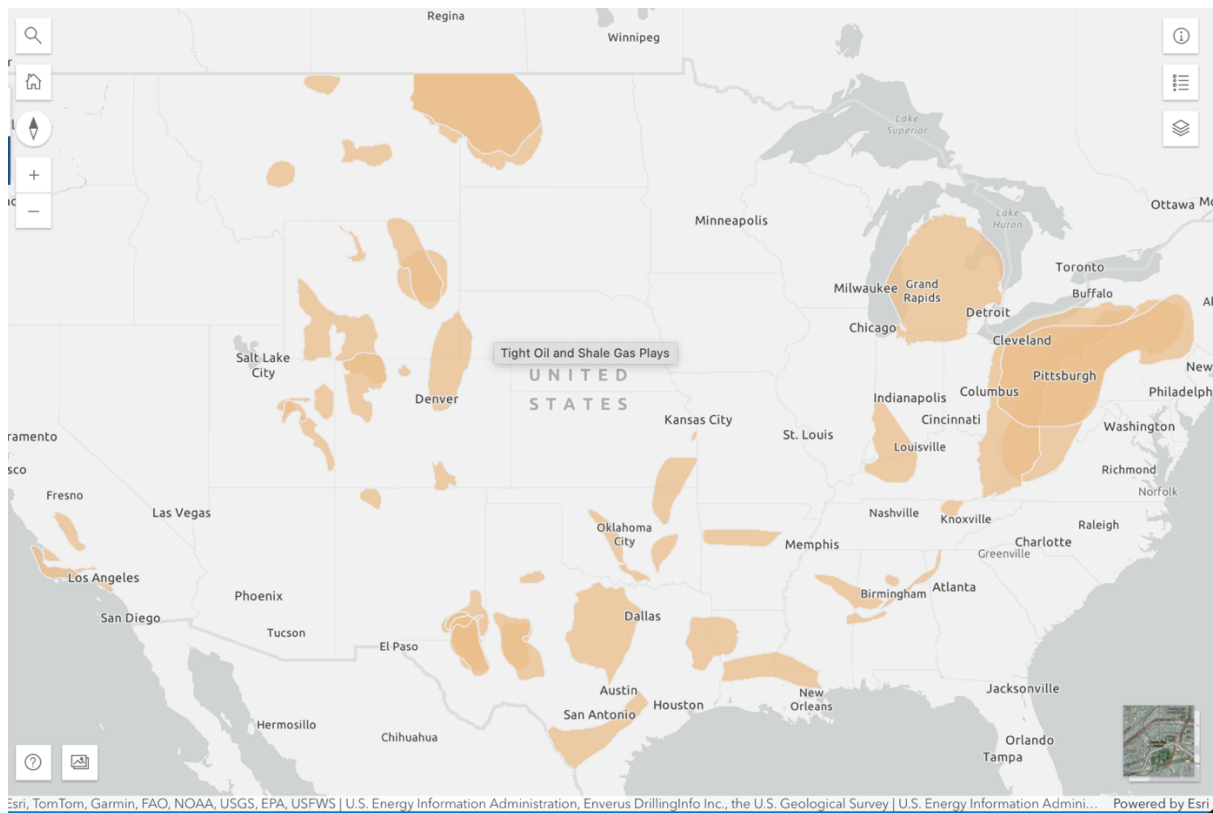 Regina
Winnipeg
Lake
Superior
Ottawa
Lake
Huron
Minneapolis
Toronto
Milwaukee
Grand
Rapids
Buffalo
Detroit
Chicago
Cleveland
Tight Oil and Shale Gas Plays
Salt Lake
City
UNITED
STATES
Pittsburgh
New
Denver
Columbus
Philadelph
Indianapolis
Kansas City
Cincinnati
Washington
ramento
St. Louis
Louisville
sco
Richmond
Fresno
Norfolk
Las Vegas
Nashville
Knoxville
Oklahoma
City
Raleigh
Memphis
Charlotte
Greenville
Los Angeles
Phoenix
Birmingham
Atlanta
San Diego
Dallas
Tucson
El Paso
Austin
Jacksonville
New
Orleans
San Antonio
Houston
Hermosillo
Chihuahua
Orlando
Tampa
Esri, TomTom, Garmin, FAO, NOAA, USGS, EPA, USFWS | U.S. Energy Information Administration, Enverus DrillingInfo Inc., the U.S. Geological Survey | U.S. Energy Information Admini... Powered by Esri